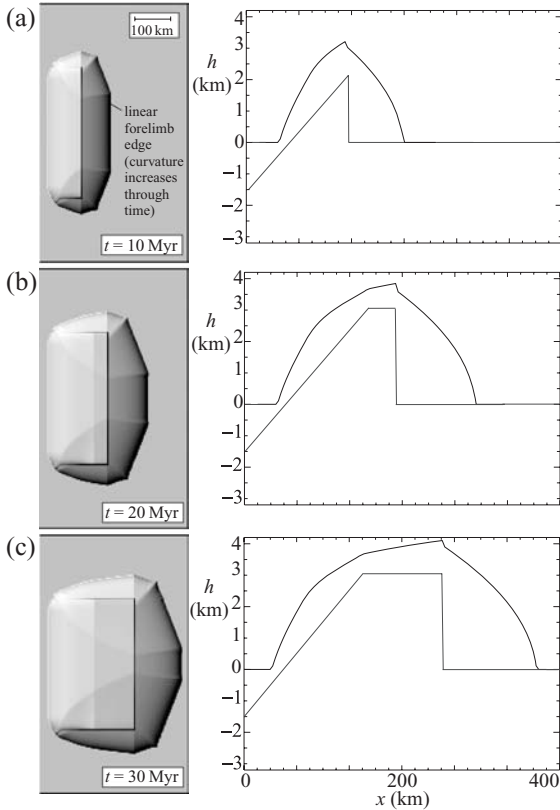 (a)
100 km
linear
forelimb
edge
(curvature
increases
through
time)
t = 10 Myr
h
(km)
4
3
2
1
0
−1
−2
−3
(b)
t = 20 Myr
h
(km)
4
3
2
1
0
−1
−2
−3
(c)
t = 30 Myr
h
(km)
4
3
2
1
0
−1
−2
−3
0
200
400
x (km)